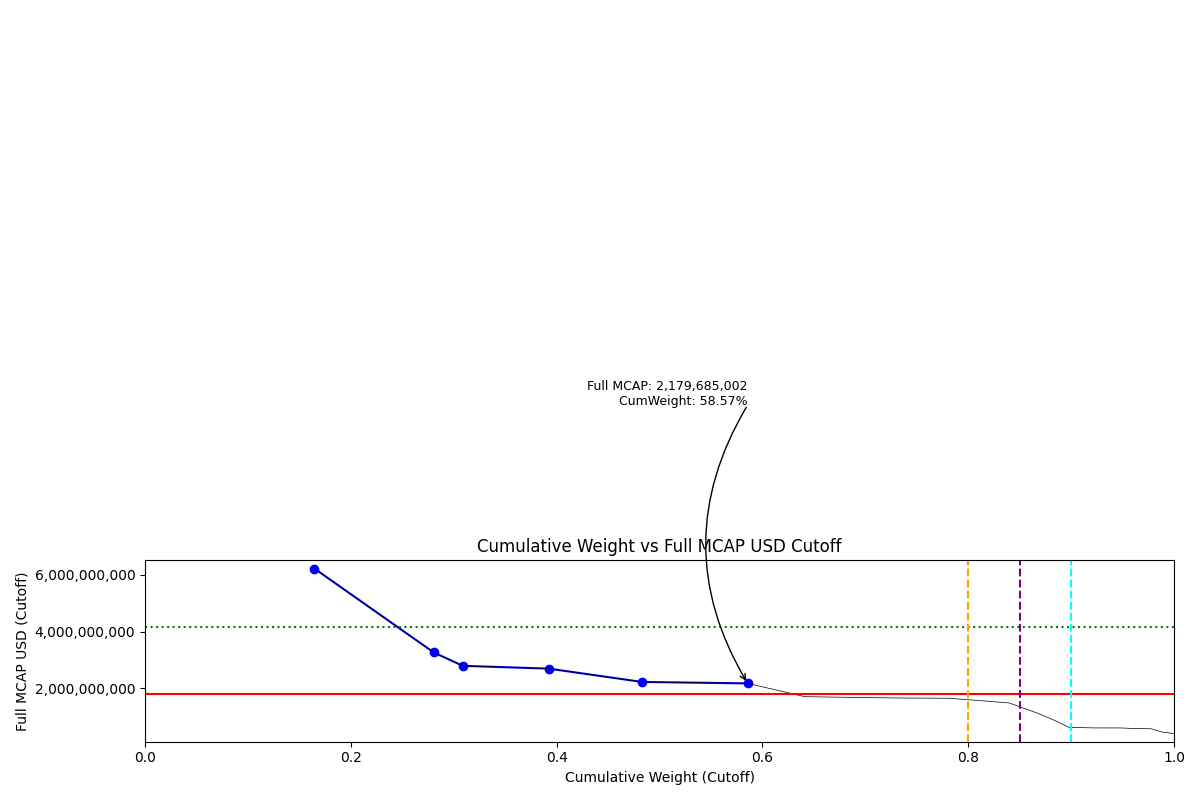 Full MCAP: 2,179,685,002
CumWeight: 58.57%
Cumulative Weight vs Full MCAP USD Cutoff
Full MCAP USD (Cutoff)
6,000,000,000
4,000,000,000
2,000,000,000
0.0 0.2 0.4 0.6 0.8 1.0
Cumulative Weight (Cutoff)